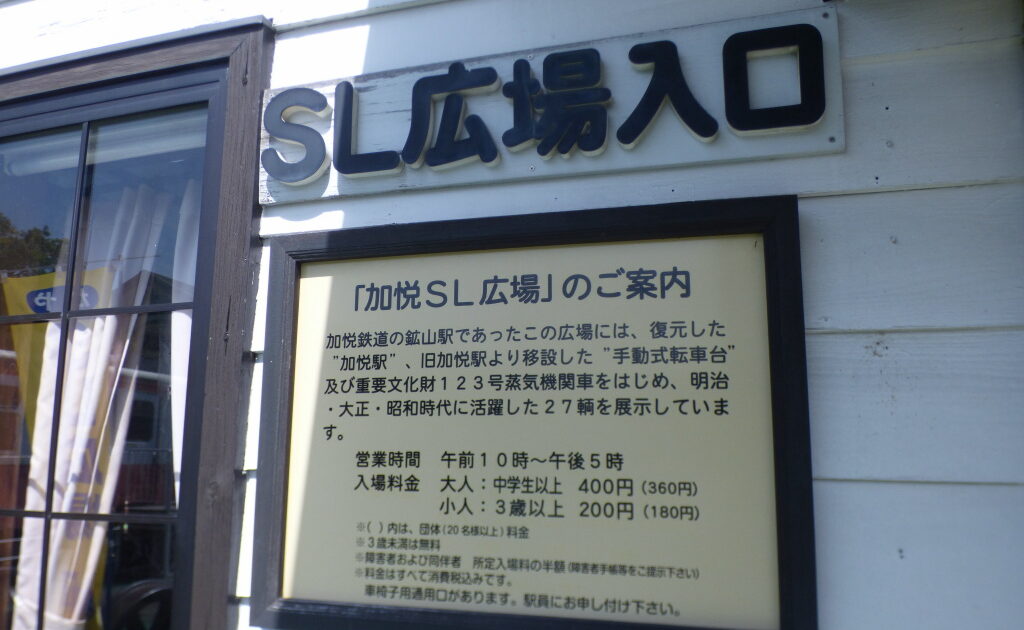 SL広場入口
「加悦SL広場」のご案内
加悦鉄道の鉱山駅であったこの広場には、復元した
"加悦駅"、旧加悦駅より移設した"手動式転車台"
及び重要文化財123号蒸気機関車をはじめ、明治
・大正・昭和時代に活躍した27輌を展示していま
す。
営業時間 午前10時〜午後5時
入場料金 大人：中学生以上 400円（360円）
小人：3歳以上 200円（180円）
※（ ）内は、団体（20名様以上）料金
※3歳未満は無料
※障害者および同伴者 所定入場料の半額（障害者手帳等をご提示下さい）
※料金はすべて消費税込みです。
車椅子用通用口があります。駅員にお申し付け下さい。